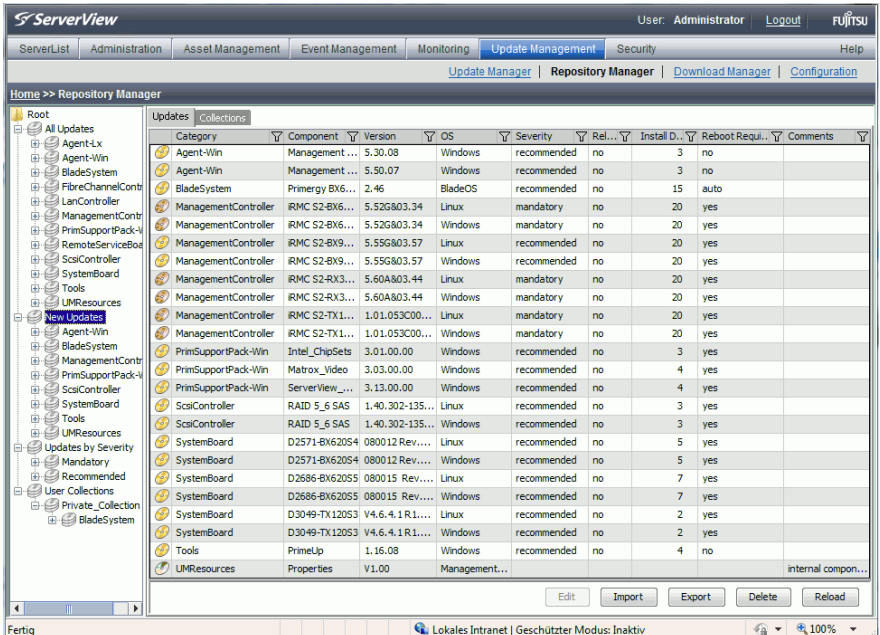 ServerView
User: Administrator Logout FUJITSU
ServerList Administration Asset Management Event Management Monitoring Update Management Security Help
Update Manager | Repository Manager | Download Manager | Configuration
Home >> Repository Manager
Root
All Updates
Agent-Lx
Agent-Win
BladeSystem
FibreChannelContr
LanController
ManagementContr
PrimSupportPack-W
RemoteServiceBoa
ScsiController
SystemBoard
Tools
UMResources
New Updates
Agent-Win
BladeSystem
ManagementContr
PrimSupportPack-W
ScsiController
SystemBoard
Tools
UMResources
Updates by Severity
Mandatory
Recommended
User Collections
Private_Collection
BladeSystem
Updates Collections
Category Component Version OS Severity Rel... Install D... Reboot Requi... Comments
Agent-Win Management ... 5.30.08 Windows recommended no 3 no
Agent-Win Management ... 5.50.07 Windows recommended no 3 no
BladeSystem Primergy BX6... 2.46 BladeOS recommended no 15 auto
ManagementController iRMC S2-BX6... 5.52G&03.34 Linux mandatory no 20 yes
ManagementController iRMC S2-BX6... 5.52G&03.34 Windows mandatory no 20 yes
ManagementController iRMC S2-BX9... 5.55G&03.57 Linux recommended no 20 yes
ManagementController iRMC S2-BX9... 5.55G&03.57 Windows recommended no 20 yes
ManagementController iRMC S2-RX3... 5.60A&03.44 Linux mandatory no 20 yes
ManagementController iRMC S2-RX3... 5.60A&03.44 Windows mandatory no 20 yes
ManagementController iRMC S2-TX1... 1.01.053C00... Linux mandatory no 20 yes
ManagementController iRMC S2-TX1... 1.01.053C00... Windows mandatory no 20 yes
PrimSupportPack-Win Intel_ChipSets 3.01.00.00 Windows recommended no 3 yes
PrimSupportPack-Win Matrox_Video 3.03.00.00 Windows recommended no 4 yes
PrimSupportPack-Win ServerView_... 3.13.00.00 Windows recommended no 4 yes
ScsiController RAID 5_6 SAS 1.40.302-135... Linux recommended no 3 yes
ScsiController RAID 5_6 SAS 1.40.302-135... Windows recommended no 3 yes
SystemBoard D2571-BX620S4 080012 Rev.... Linux recommended no 5 yes
SystemBoard D2571-BX620S4 080012 Rev.... Windows recommended no 5 yes
SystemBoard D2686-BX620S5 080015 Rev.... Linux recommended no 7 yes
SystemBoard D2686-BX620S5 080015 Rev.... Windows recommended no 7 yes
SystemBoard D3049-TX120S3 V4.6.4.1 R1.... Linux recommended no 2 yes
SystemBoard D3049-TX120S3 V4.6.4.1 R1.... Windows recommended no 2 yes
Tools PrimeUp 1.16.08 Windows recommended no 4 no
UMResources Properties V1.00 Management... internal compon...
Edit Import Export Delete Reload
Fertig Lokales Intranet | Geschützter Modus: Inaktiv 100%